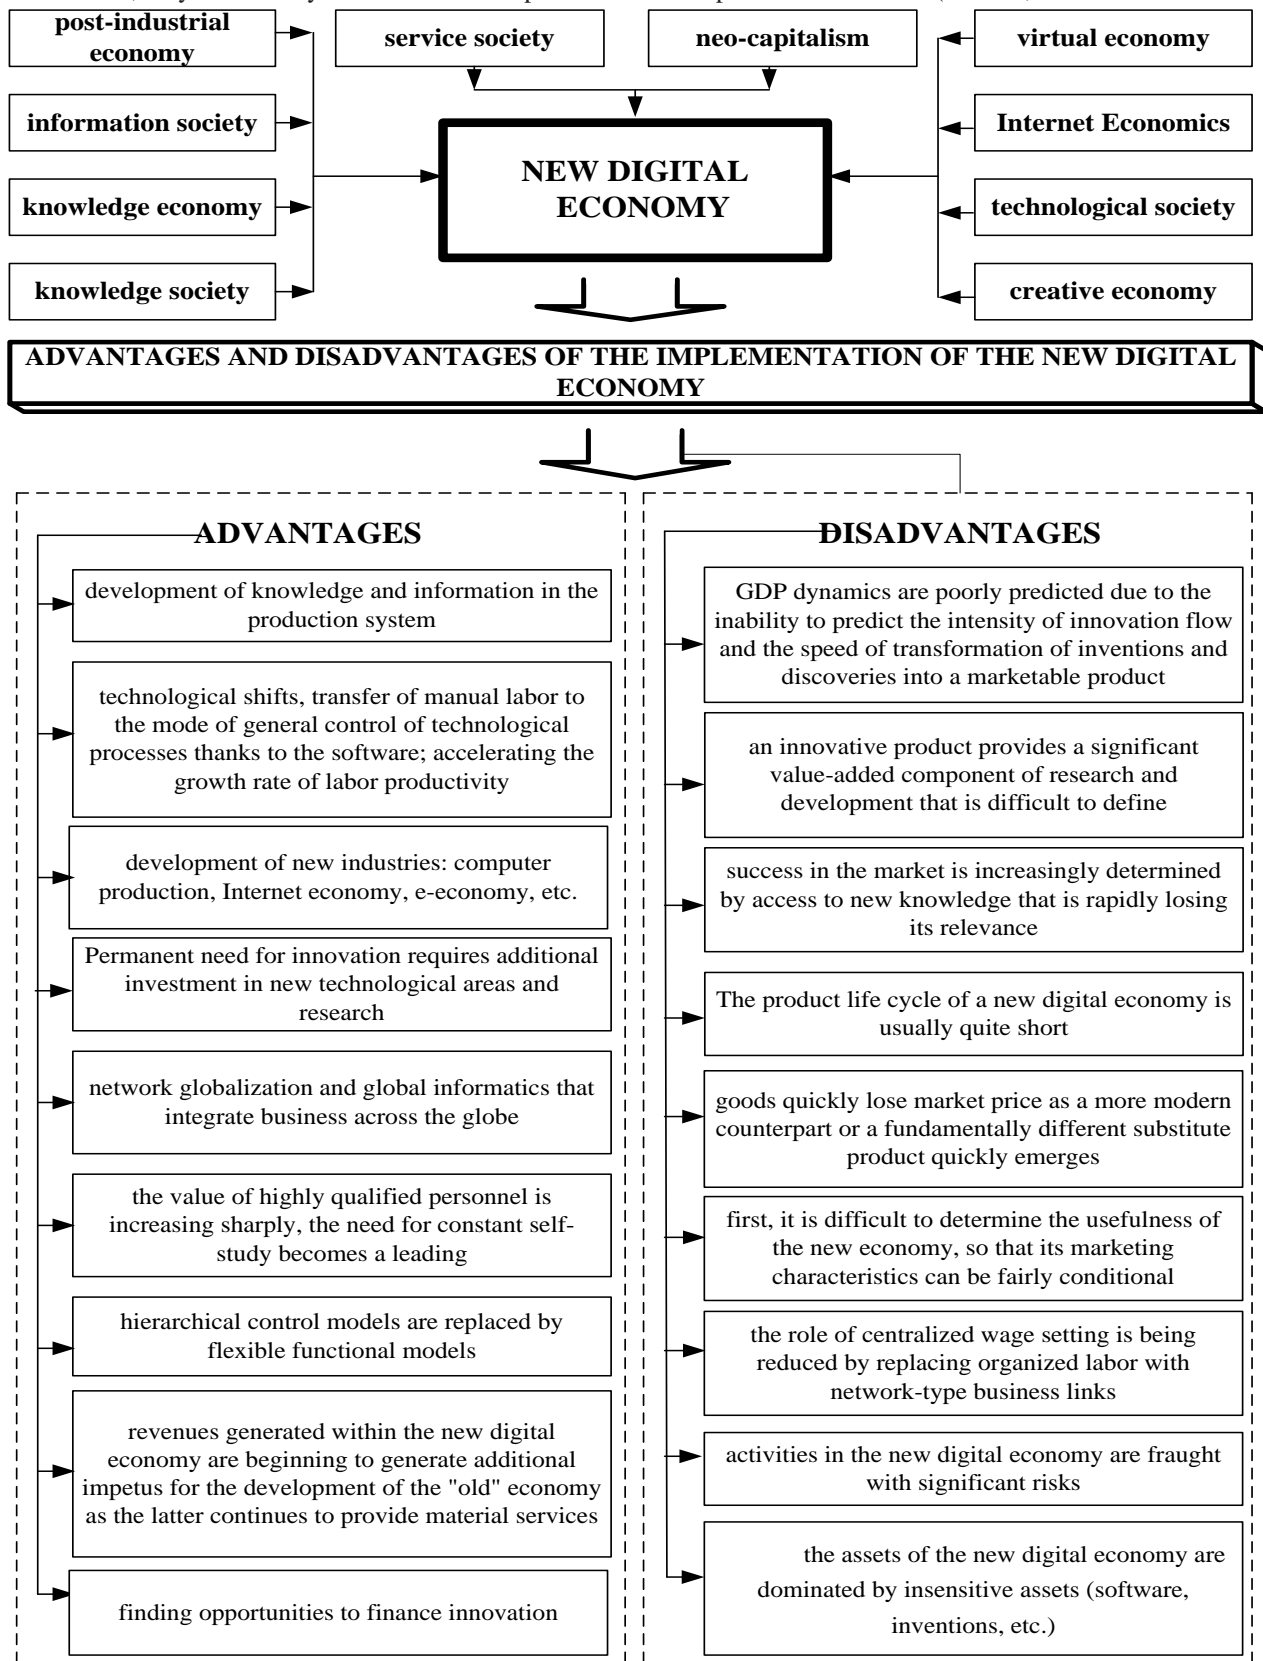 post-industrial
economy
service society
neo-capitalism
virtual economy
information society
Internet Economics
NEW DIGITAL
ECONOMY
knowledge economy
technological society
knowledge society
creative economy
ADVANTAGES AND DISADVANTAGES OF THE IMPLEMENTATION OF THE NEW DIGITAL
ECONOMY
ADVANTAGES
development of knowledge and information in the
production system
technological shifts, transfer of manual labor to
the mode of general control of technological
processes thanks to the software; accelerating the
growth rate of labor productivity
development of new industries: computer
production, Internet economy, e-economy, etc.
Permanent need for innovation requires additional
investment in new technological areas and
research
network globalization and global informatics that
integrate business across the globe
the value of highly qualified personnel is
increasing sharply, the need for constant self-
study becomes a leading
hierarchical control models are replaced by
flexible functional models
revenues generated within the new digital
economy are beginning to generate additional
impetus for the development of the "old" economy
as the latter continues to provide material services
finding opportunities to finance innovation
DISADVANTAGES
GDP dynamics are poorly predicted due to the
inability to predict the intensity of innovation flow
and the speed of transformation of inventions and
discoveries into a marketable product
an innovative product provides a significant
value-added component of research and
development that is difficult to define
success in the market is increasingly determined
by access to new knowledge that is rapidly losing
its relevance
The product life cycle of a new digital economy is
usually quite short
goods quickly lose market price as a more modern
counterpart or a fundamentally different substitute
product quickly emerges
first, it is difficult to determine the usefulness of
the new economy, so that its marketing
characteristics can be fairly conditional
the role of centralized wage setting is being
reduced by replacing organized labor with
network-type business links
activities in the new digital economy are fraught
with significant risks
the assets of the new digital economy are
dominated by insensitive assets (software,
inventions, etc.)